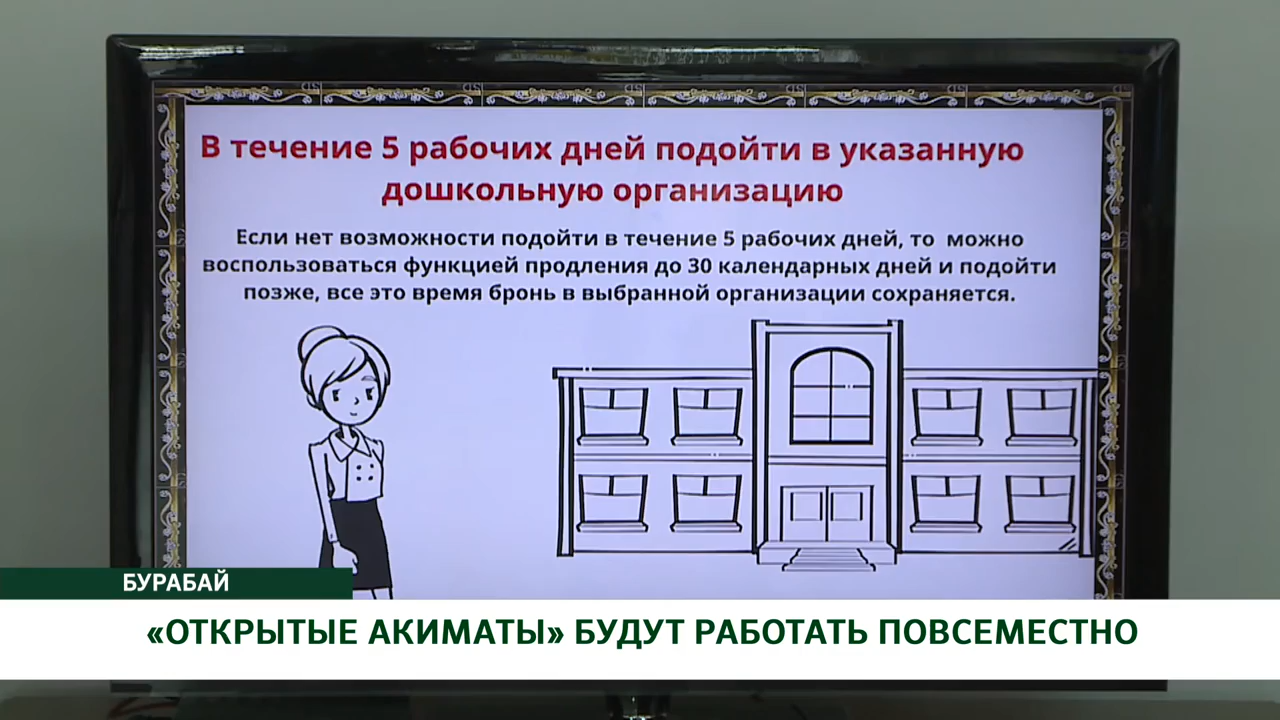 В течение 5 рабочих дней подойти в указанную
дошкольную организацию
Если нет возможности подойти в течение 5 рабочих дней, то можно
воспользоваться функцией продления до 30 календарных дней и подойти
позже, все это время бронь в выбранной организации сохраняется.
БУРАБАЙ
«ОТКРЫТЫЕ АКИМАТЫ» БУДУТ РАБОТАТЬ ПОВСЕМЕСТНО